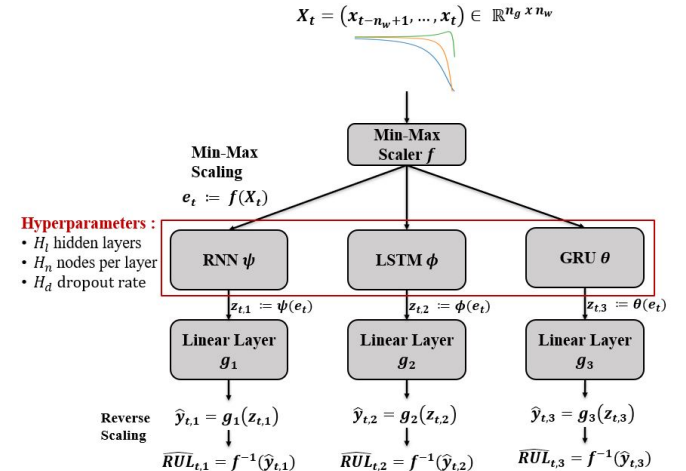 X_t = (x_{t−n_w+1}, … , x_t) ∈ ℝ^{n_g x n_w}
Min-Max
Scaler f
Min-Max
Scaling
e_t ≔ f(X_t)
Hyperparameters :
• H_l hidden layers
• H_n nodes per layer
• H_d dropout rate
RNN ψ
LSTM ϕ
GRU θ
z_{t,1} ≔ ψ(e_t)
z_{t,2} ≔ ϕ(e_t)
z_{t,3} ≔ θ(e_t)
Linear Layer
g_1
Linear Layer
g_2
Linear Layer
g_3
Reverse
Scaling
ŷ_{t,1} = g_1(z_{t,1})
ŷ_{t,2} = g_2(z_{t,2})
ŷ_{t,3} = g_3(z_{t,3})
\widehat{RUL}_{t,1} = f^{−1}(ŷ_{t,1})
\widehat{RUL}_{t,2} = f^{−1}(ŷ_{t,2})
\widehat{RUL}_{t,3} = f^{−1}(ŷ_{t,3})